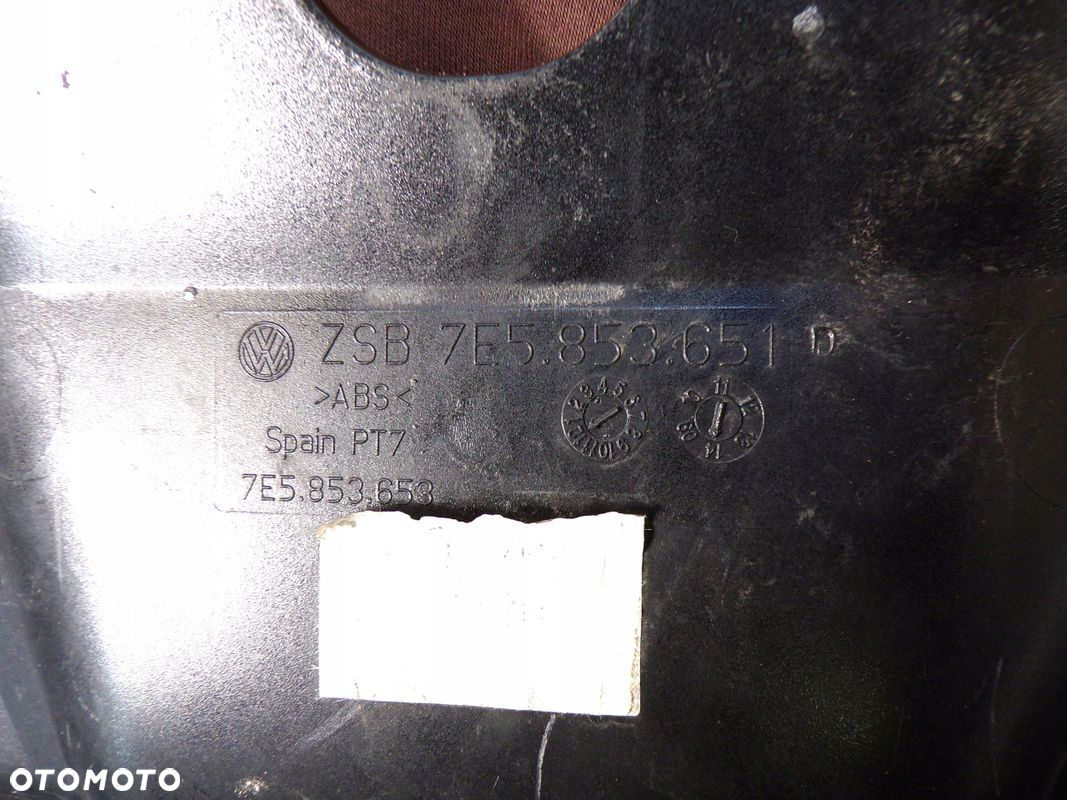 ZSB 7E5.853.651 D
>ABS<
Spain PT7
7E5.853.653
OTOMOTO